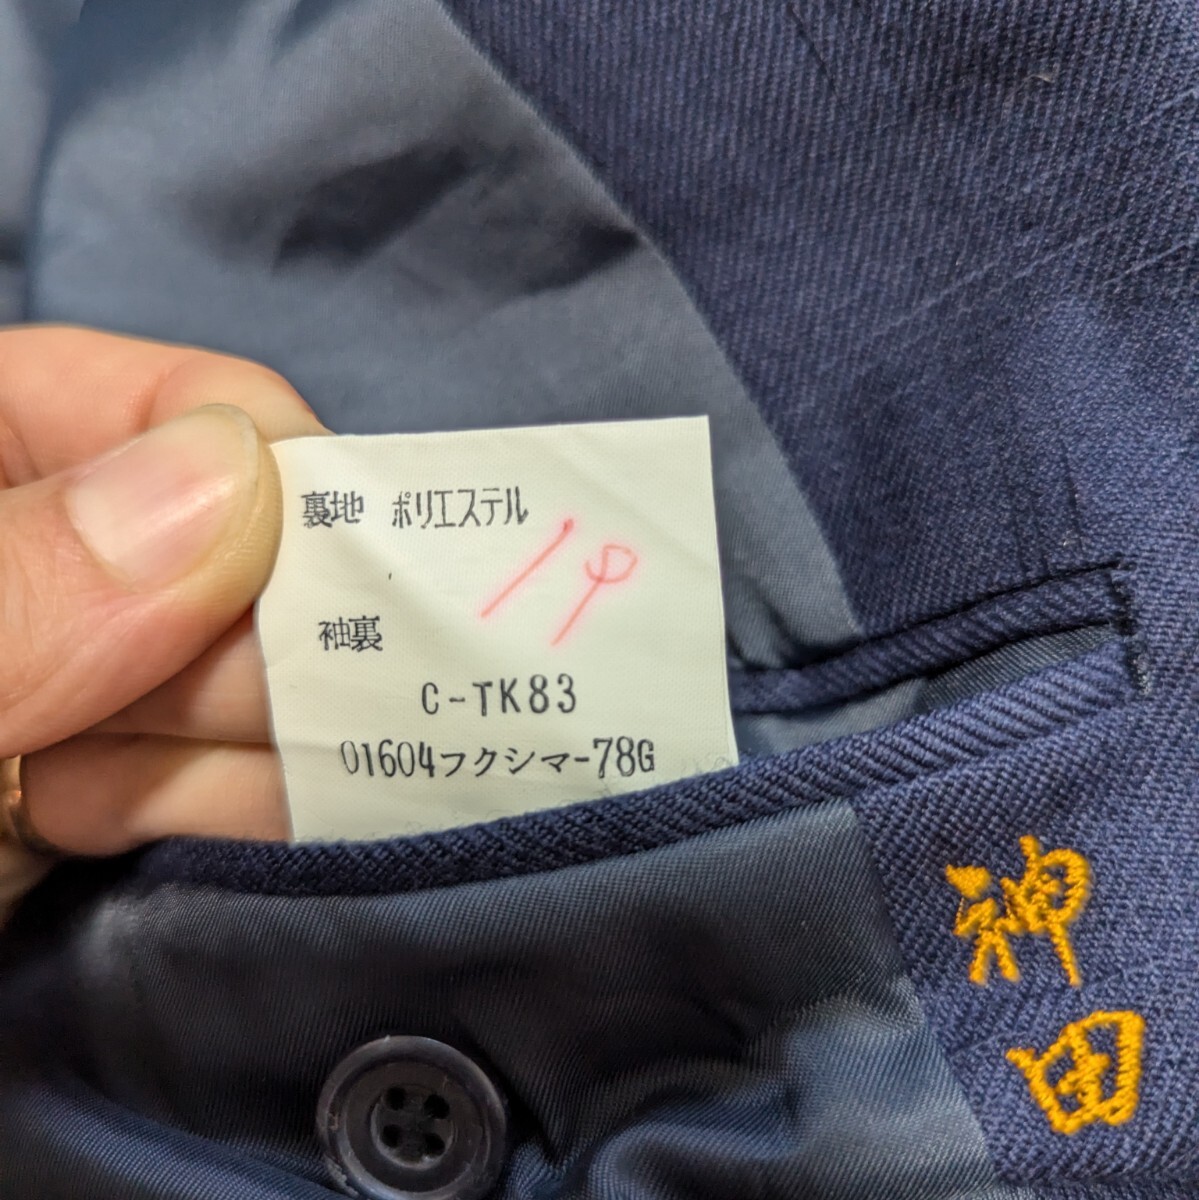 裏地 ポリエステル
19
袖裏
C-TK83
01604フクシマ-78G
神田